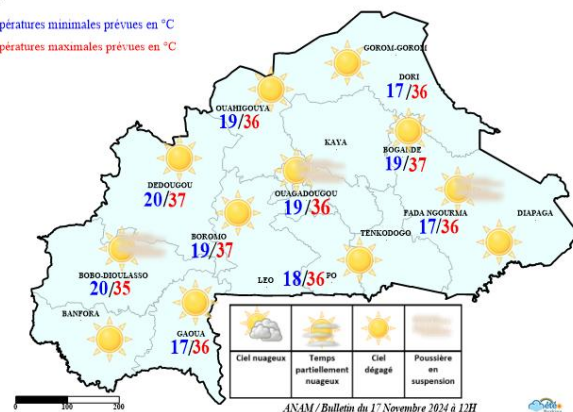 pératures minimales prévues en °C
pératures maximales prévues en °C
GOROM-GOROM
DORI
17/36
OUAHIGOUYA
19/36
KAYA
BOGANDE
19/37
DEDOUGOU
20/37
OUAGADOUGOU
19/36
FADA NGOURMA
17/36
DIAPAGA
BOROMO
19/37
TENKODOGO
BOBO-DIOULASSO
20/35
LEO
18/36
PO
BANFORA
GAOUA
17/36
Ciel nuageux
Temps partiellement nuageux
Ciel dégagé
Poussière en suspension
0 100 200
ANAM / Bulletin du 17 Novembre 2024 à 12H